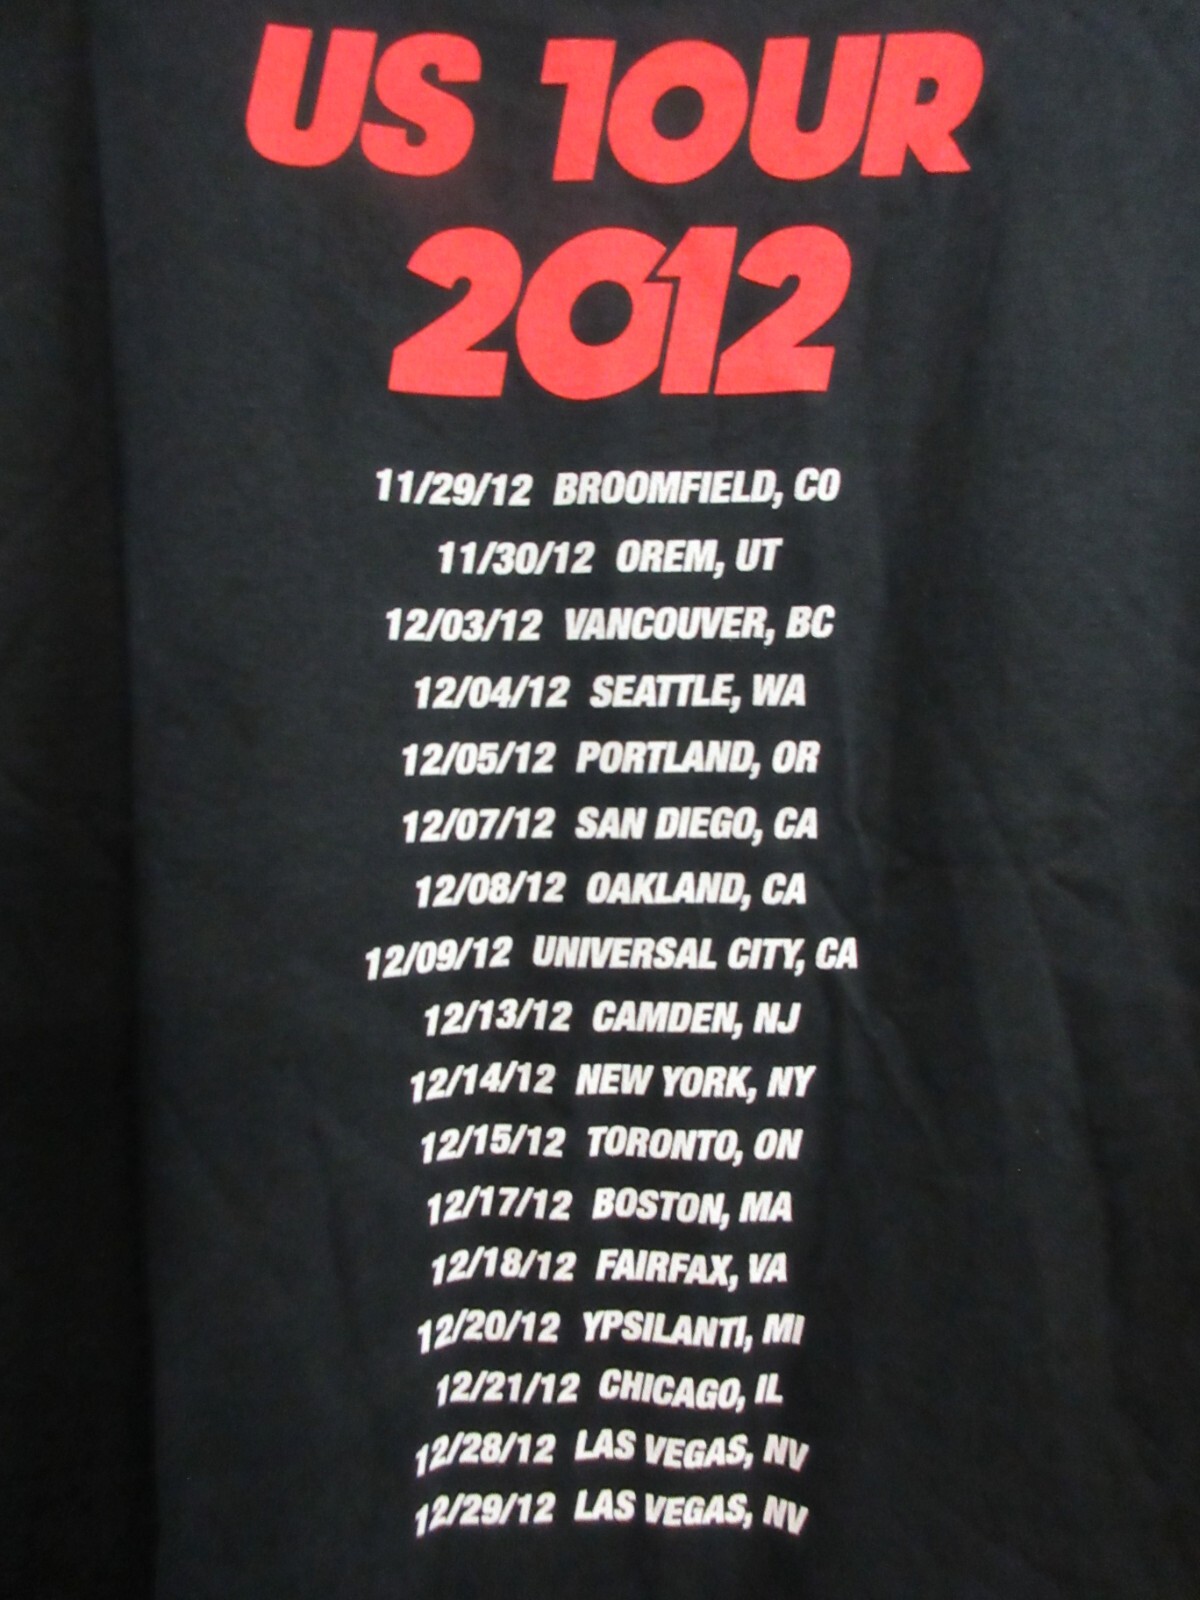 US TOUR
2012
11/29/12 BROOMFIELD, CO
11/30/12 OREM, UT
12/03/12 VANCOUVER, BC
12/04/12 SEATTLE, WA
12/05/12 PORTLAND, OR
12/07/12 SAN DIEGO, CA
12/08/12 OAKLAND, CA
12/09/12 UNIVERSAL CITY, CA
12/13/12 CAMDEN, NJ
12/14/12 NEW YORK, NY
12/15/12 TORONTO, ON
12/17/12 BOSTON, MA
12/18/12 FAIRFAX, VA
12/20/12 YPSILANTI, MI
12/21/12 CHICAGO, IL
12/28/12 LAS VEGAS, NV
12/29/12 LAS VEGAS, NV